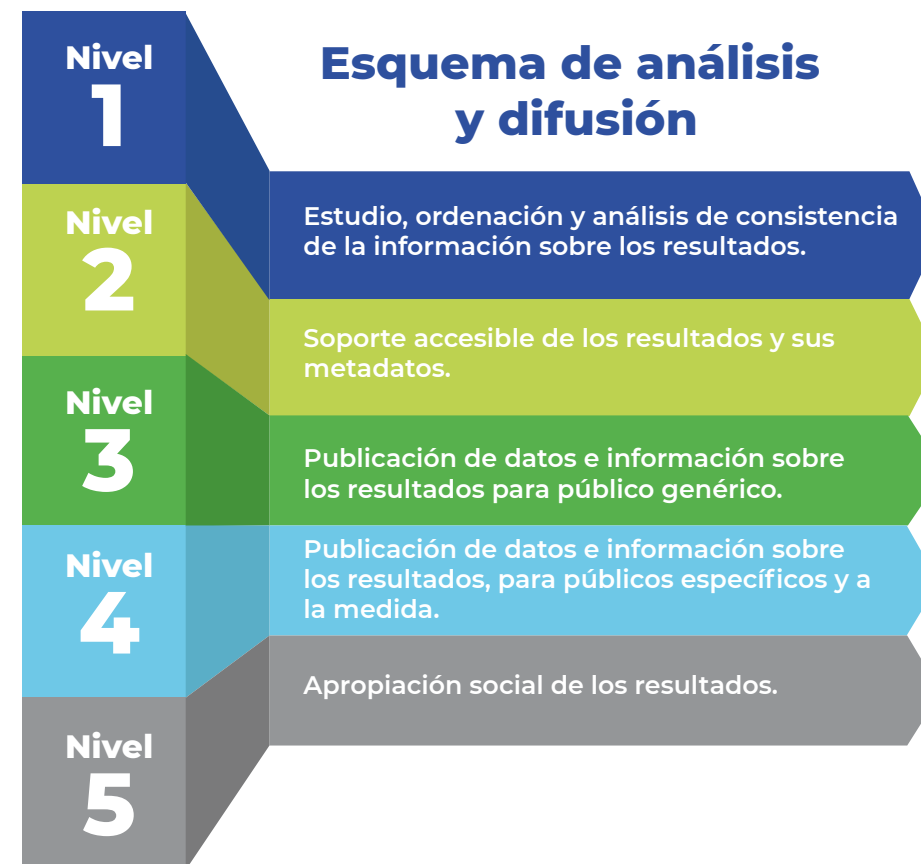 Esquema de análisis
y difusión
Nivel
1
Estudio, ordenación y análisis de consistencia
de la información sobre los resultados.
Nivel
2
Soporte accesible de los resultados y sus
metadatos.
Nivel
3
Publicación de datos e información sobre
los resultados para público genérico.
Nivel
4
Publicación de datos e información sobre
los resultados, para públicos específicos y a
la medida.
Nivel
5
Apropiación social de los resultados.